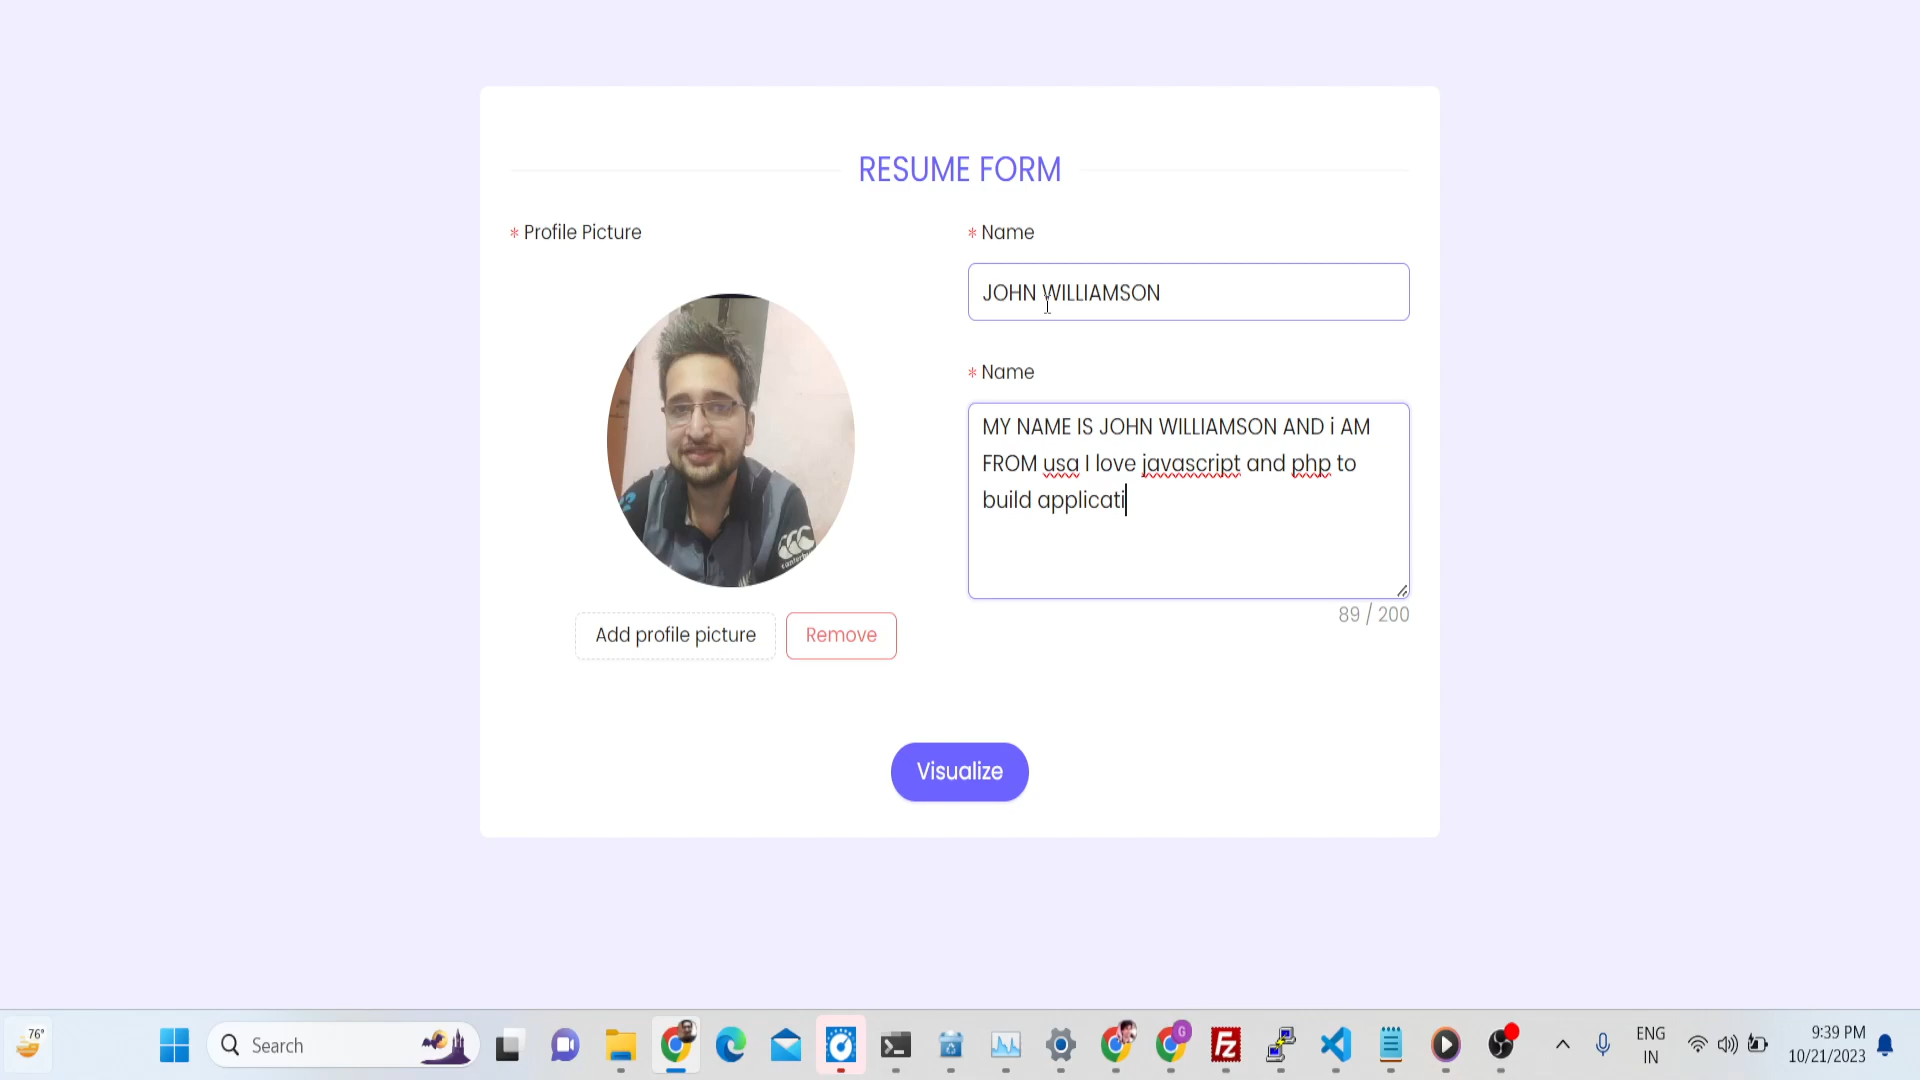 RESUME FORM
* Profile Picture
* Name
JOHN WILLIAMSON
* Name
MY NAME IS JOHN WILLIAMSON AND i AM
FROM usa I love javascript and php to
build applicati
89 / 200
Add profile picture
Remove
Visualize
76°
Search
G
FZ
ENG
IN
9:39 PM
10/21/2023